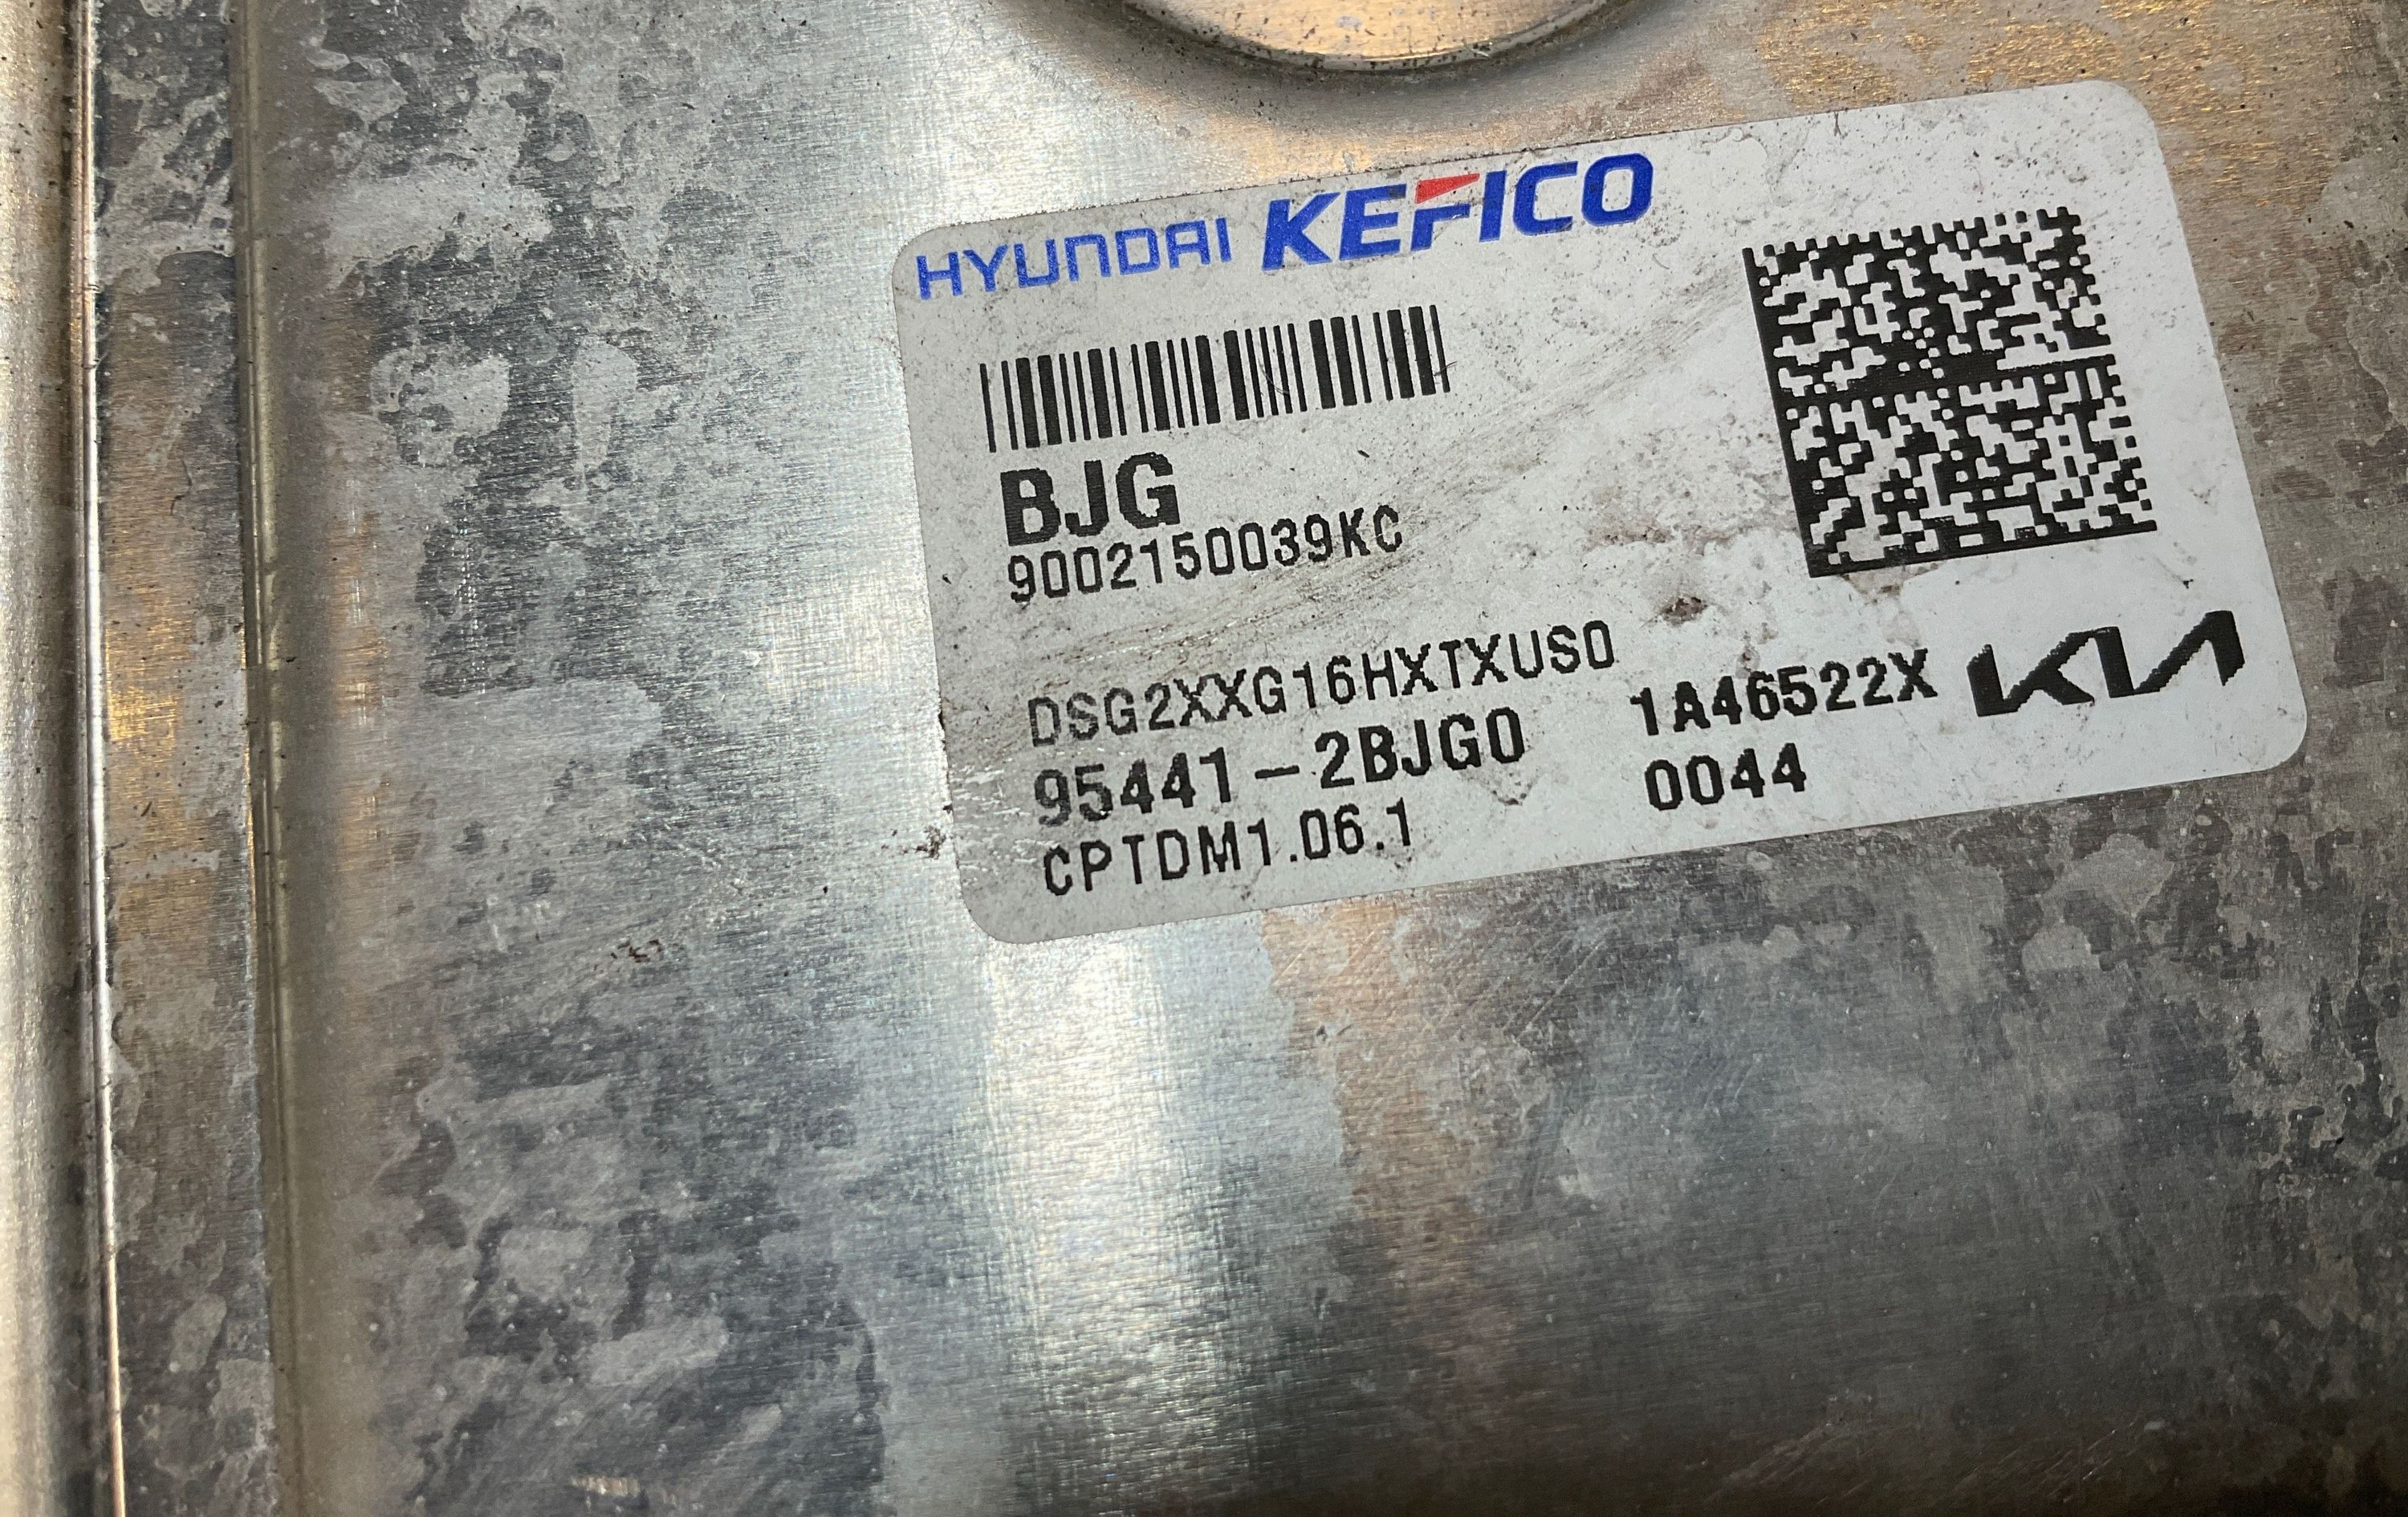 HYUNDAI KEFICO
BJG
9002150039KC
DSG2XXG16HXTXUS0
95441-2BJG0
1A46522X
KIA
CPTDM1.06.1
0044